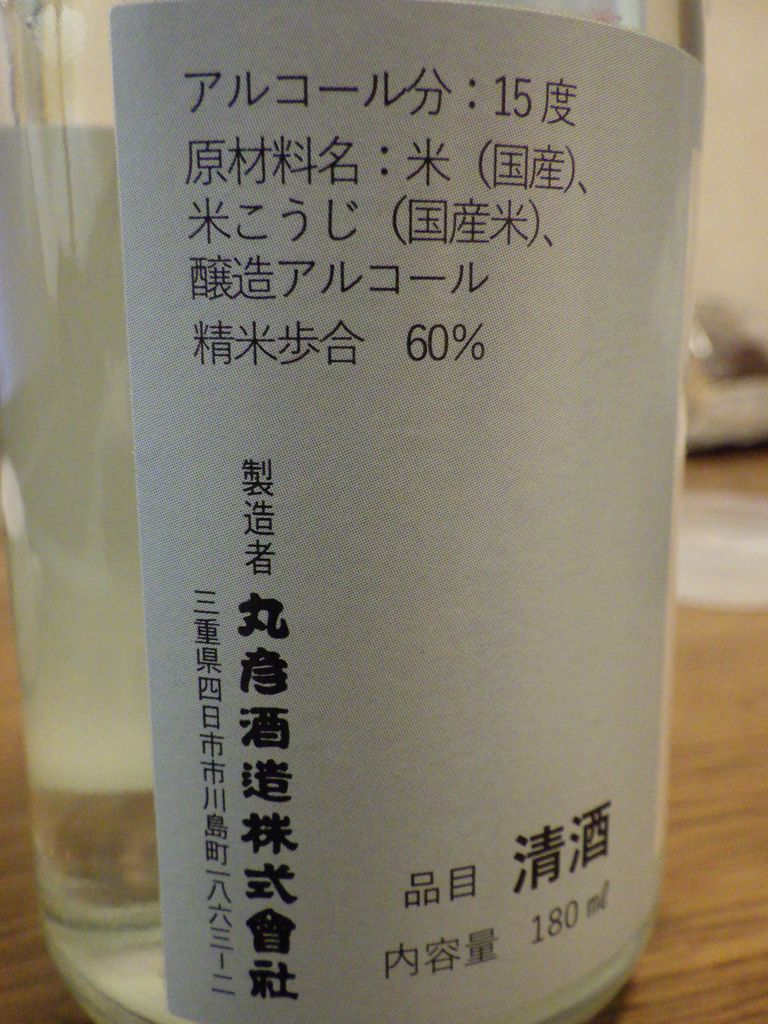 アルコール分：15度
原材料名：米（国産）、
米こうじ（国産米）、
醸造アルコール
精米歩合　60%
製造者　丸彦酒造株式會社
三重県四日市市川島町一八六三ー二
品目　清酒
内容量　180㎖